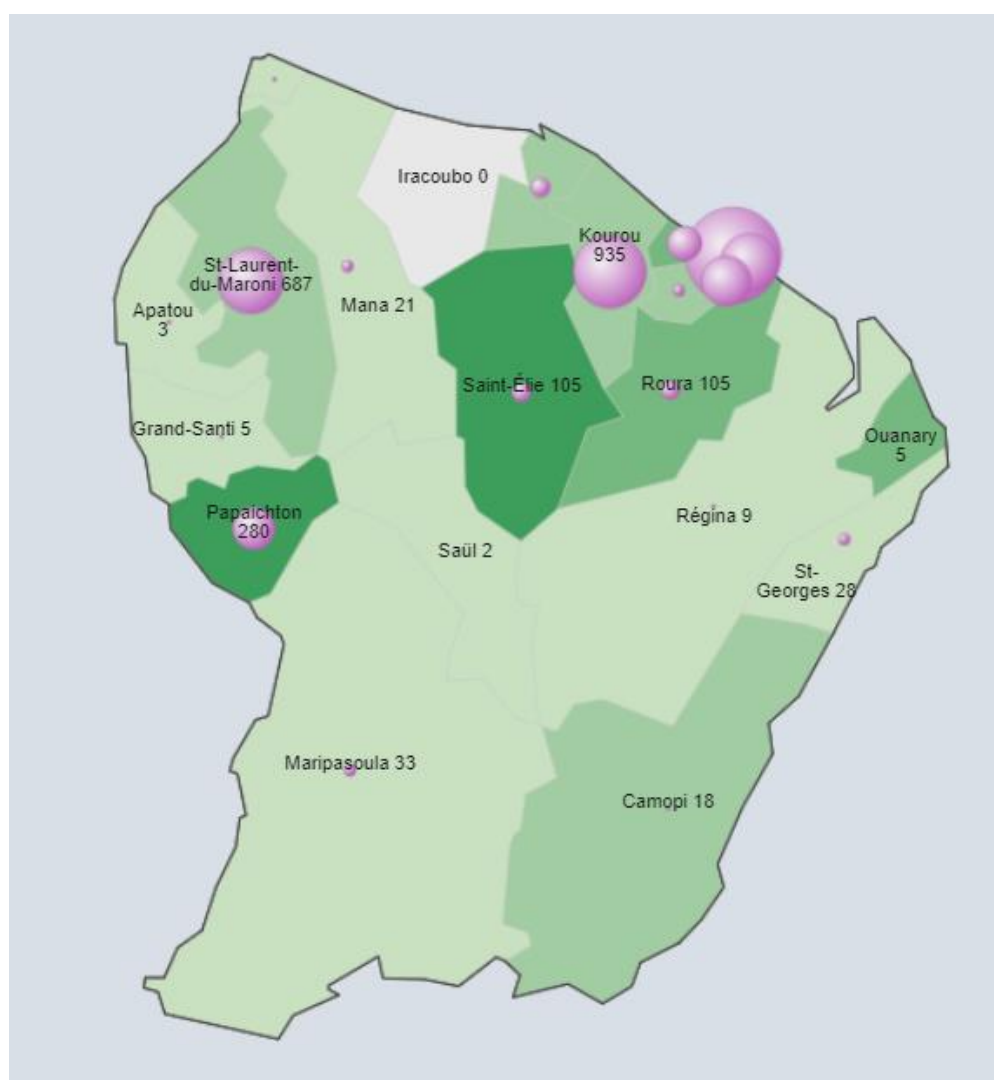 Iracoubo 0
Kourou
935
St-Laurent-
du-Maroni 687
Mana 21
Apatou
3
Saint-Élie 105
Roura 105
Grand-Santi 5
Ouanary
5
Papaichton
280
Régina 9
Saül 2
St-
Georges 28
Maripasoula 33
Camopi 18